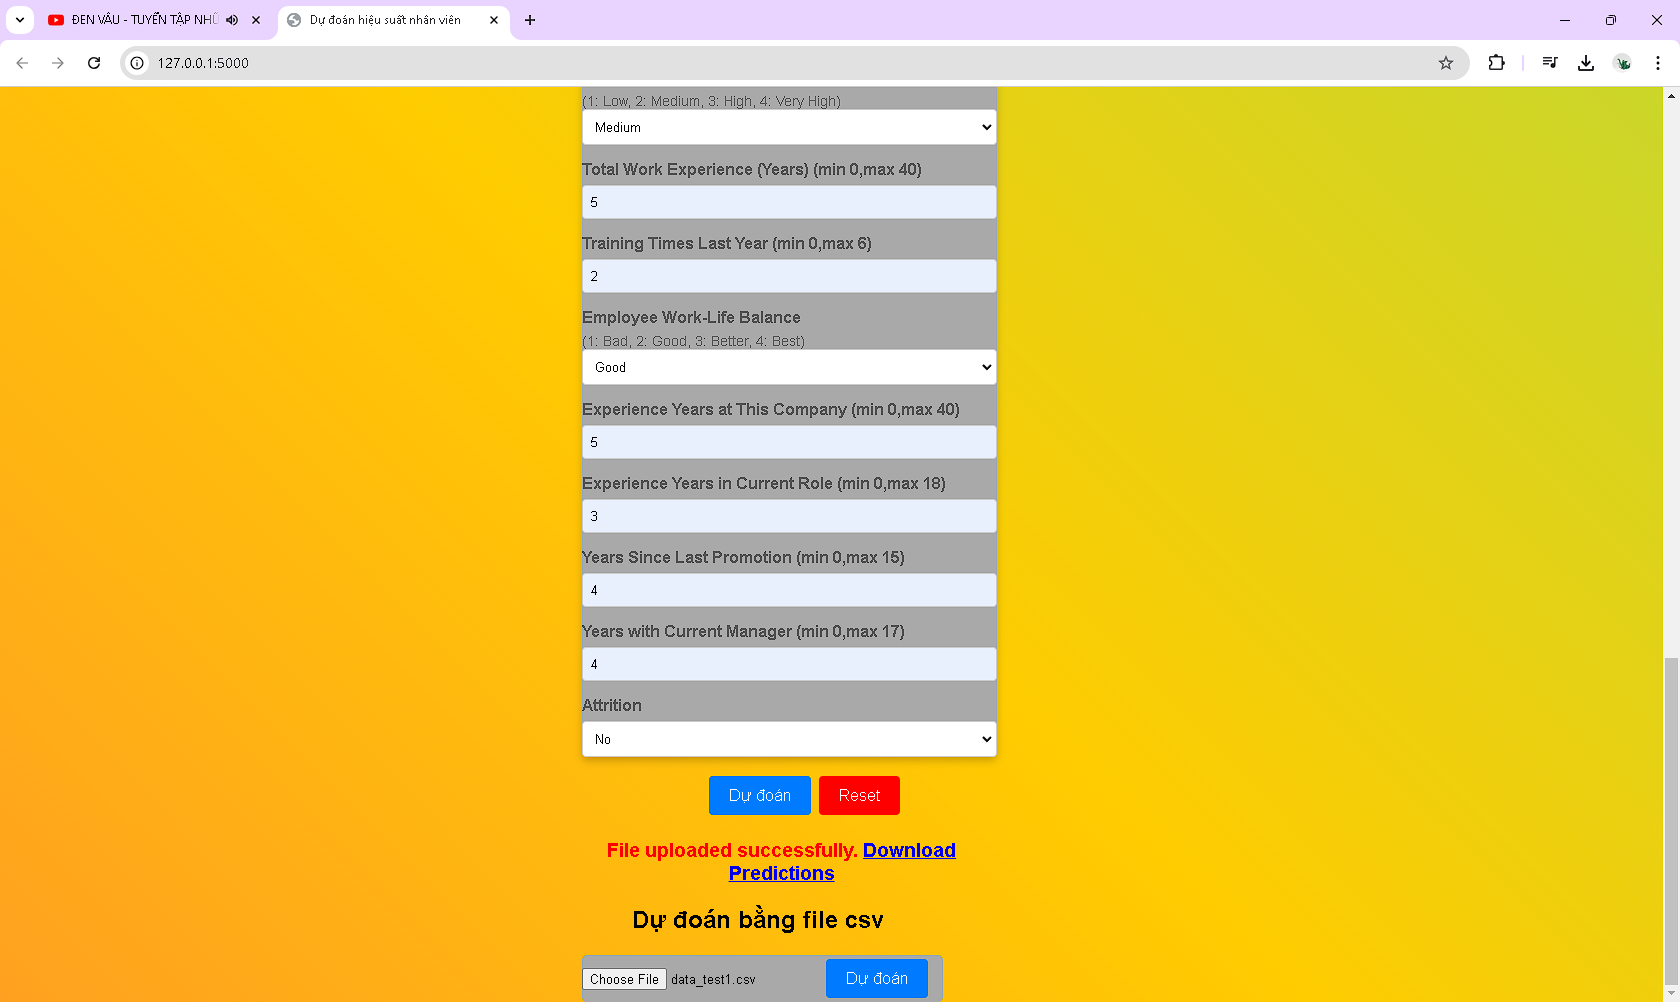 ĐEN VÂU - TUYỂN TẬP NHỮ
Dự đoán hiệu suất nhân viên
127.0.0.1:5000
(1: Low, 2: Medium, 3: High, 4: Very High)
Medium
Total Work Experience (Years) (min 0,max 40)
5
Training Times Last Year (min 0,max 6)
2
Employee Work-Life Balance
(1: Bad, 2: Good, 3: Better, 4: Best)
Good
Experience Years at This Company (min 0,max 40)
5
Experience Years in Current Role (min 0,max 18)
3
Years Since Last Promotion (min 0,max 15)
4
Years with Current Manager (min 0,max 17)
4
Attrition
No
Dự đoán Reset
File uploaded successfully. Download
Predictions
Dự đoán bằng file csv
Choose File data_test1.csv Dự đoán